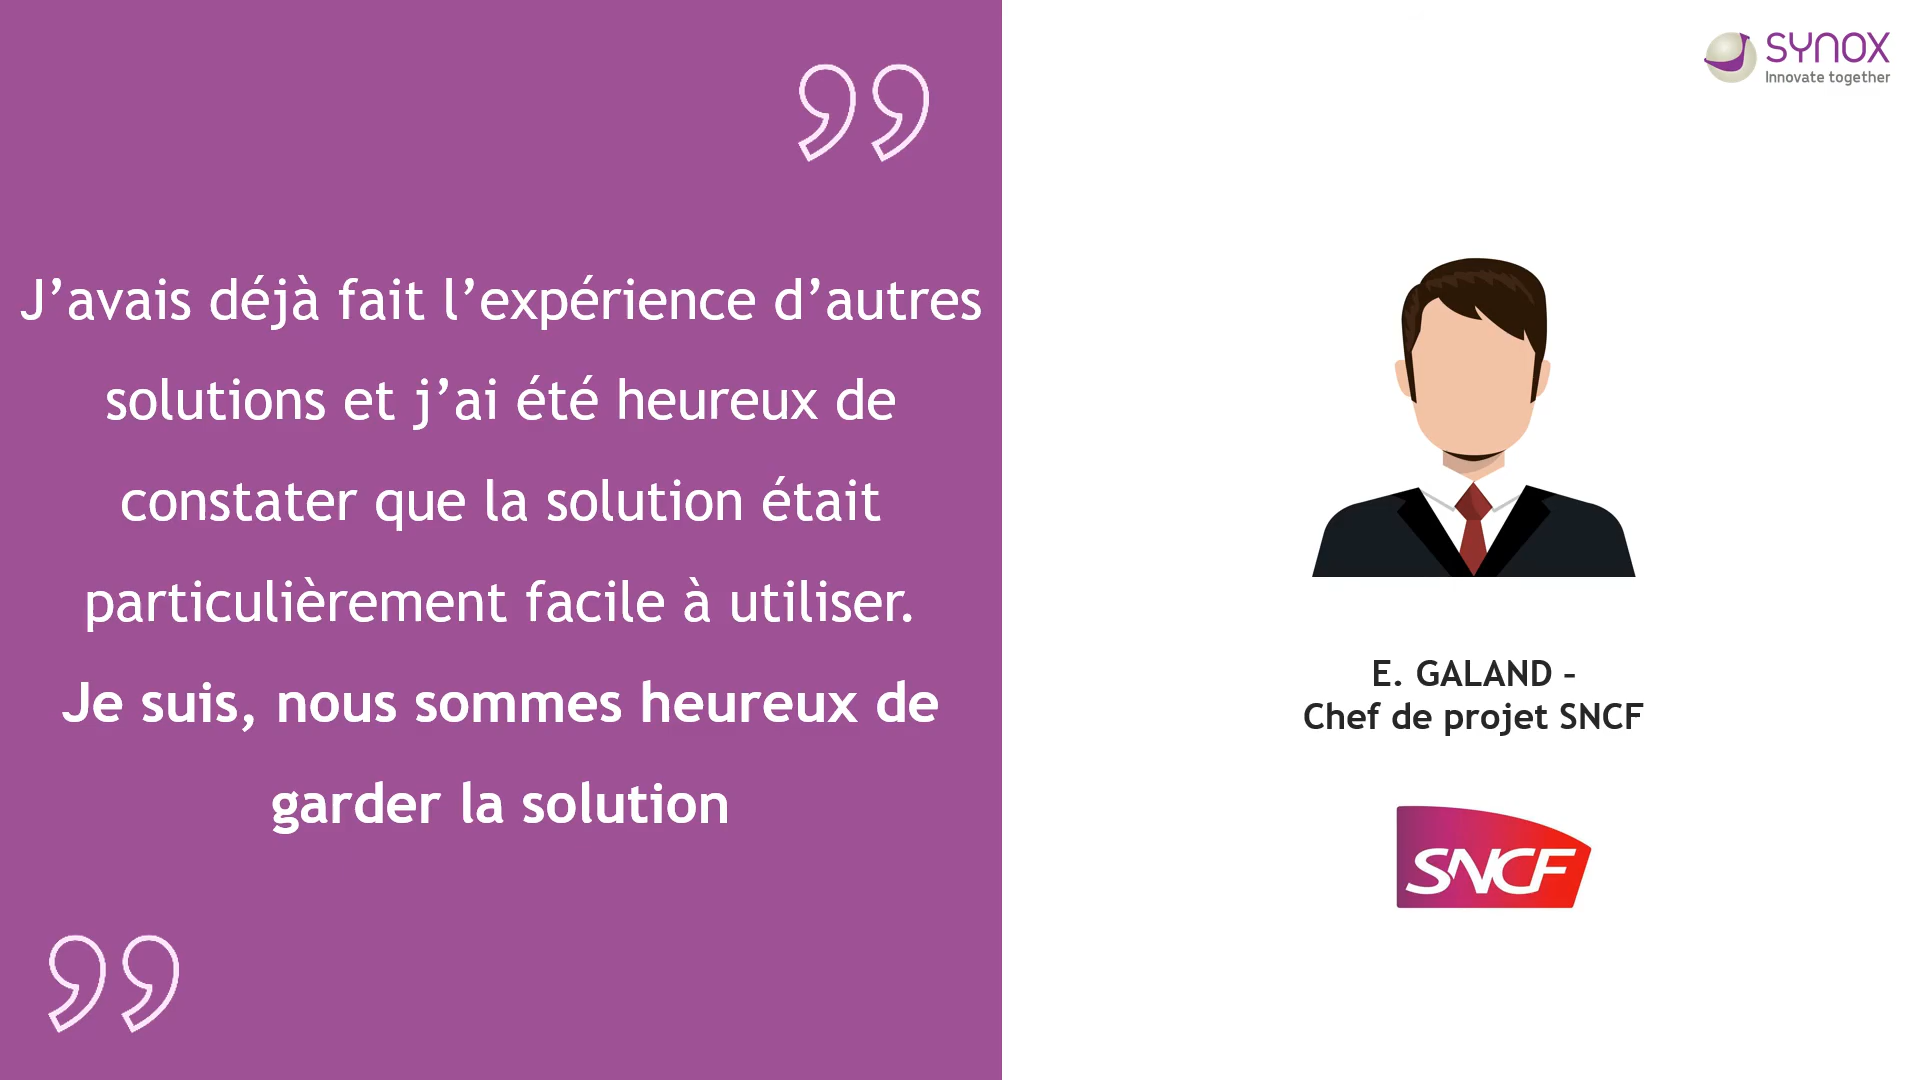 J’avais déjà fait l’expérience d’autres
solutions et j’ai été heureux de
constater que la solution était
particulièrement facile à utiliser.
Je suis, nous sommes heureux de
garder la solution
SYNOX
Innovate together
E. GALAND –
Chef de projet SNCF
SNCF